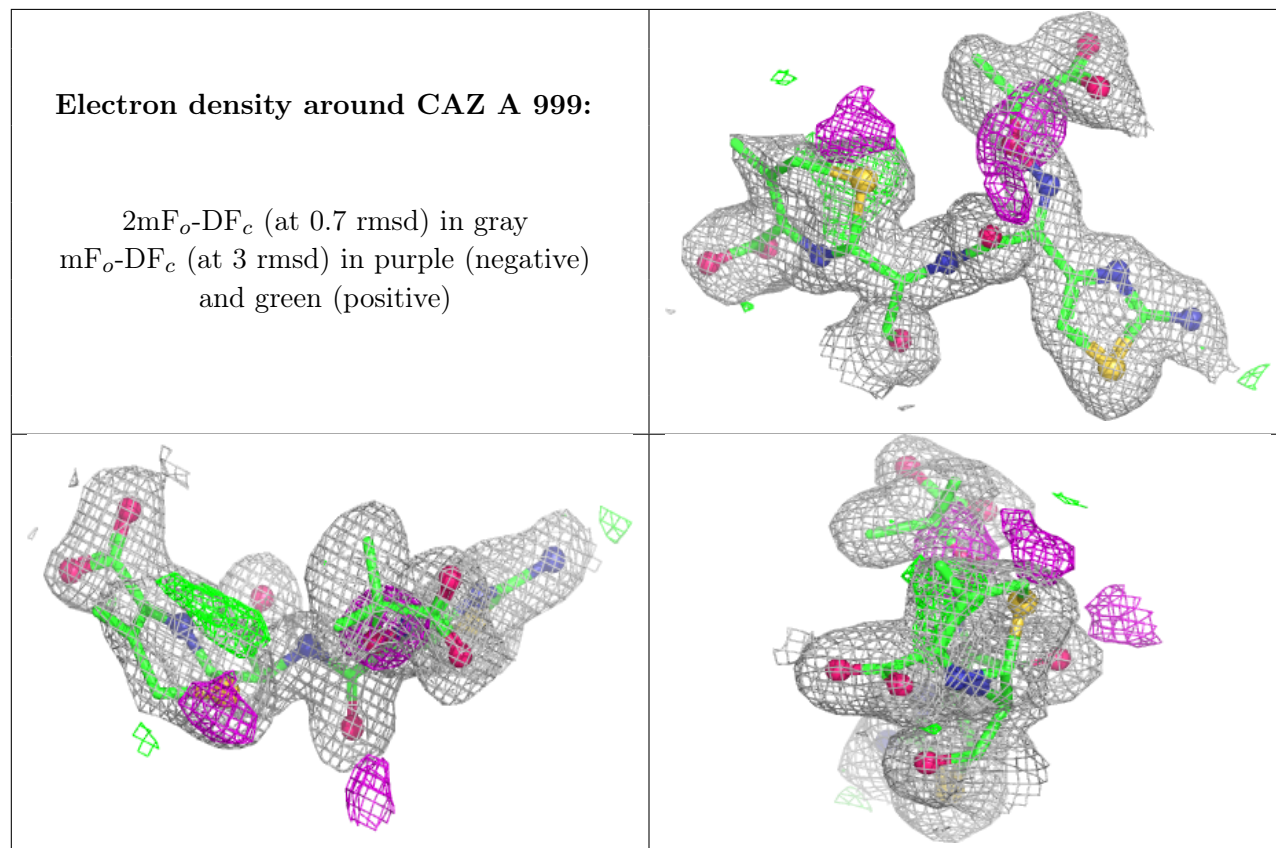 Electron density around CAZ A 999:
2mFo-DFc (at 0.7 rmsd) in gray
mFo-DFc (at 3 rmsd) in purple (negative)
and green (positive)